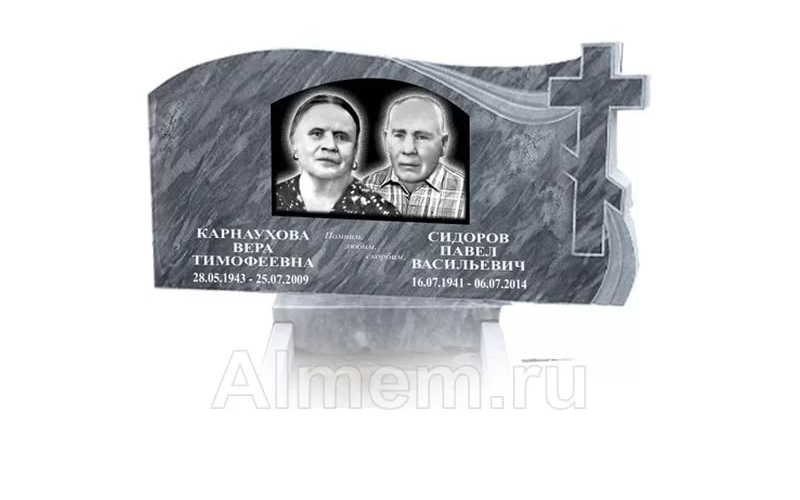 КАРНАУХОВА
ВЕРА
ТИМОФЕЕВНА
28.05.1943 - 25.07.2009
Помним,
любим,
скорбим.
СИДОРОВ
ПАВЕЛ
ВАСИЛЬЕВИЧ
16.07.1941 - 06.07.2014
Almem.ru